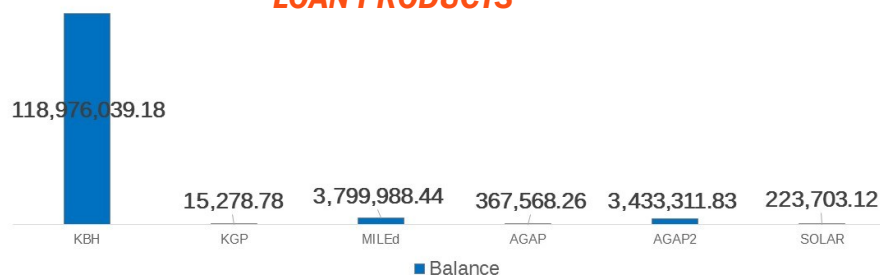 LOAN PRODUCTS
118,976,039.18
15,278.78
3,799,988.44
367,568.26
3,433,311.83
223,703.12
KBH
KGP
MILEd
AGAP
AGAP2
SOLAR
Balance